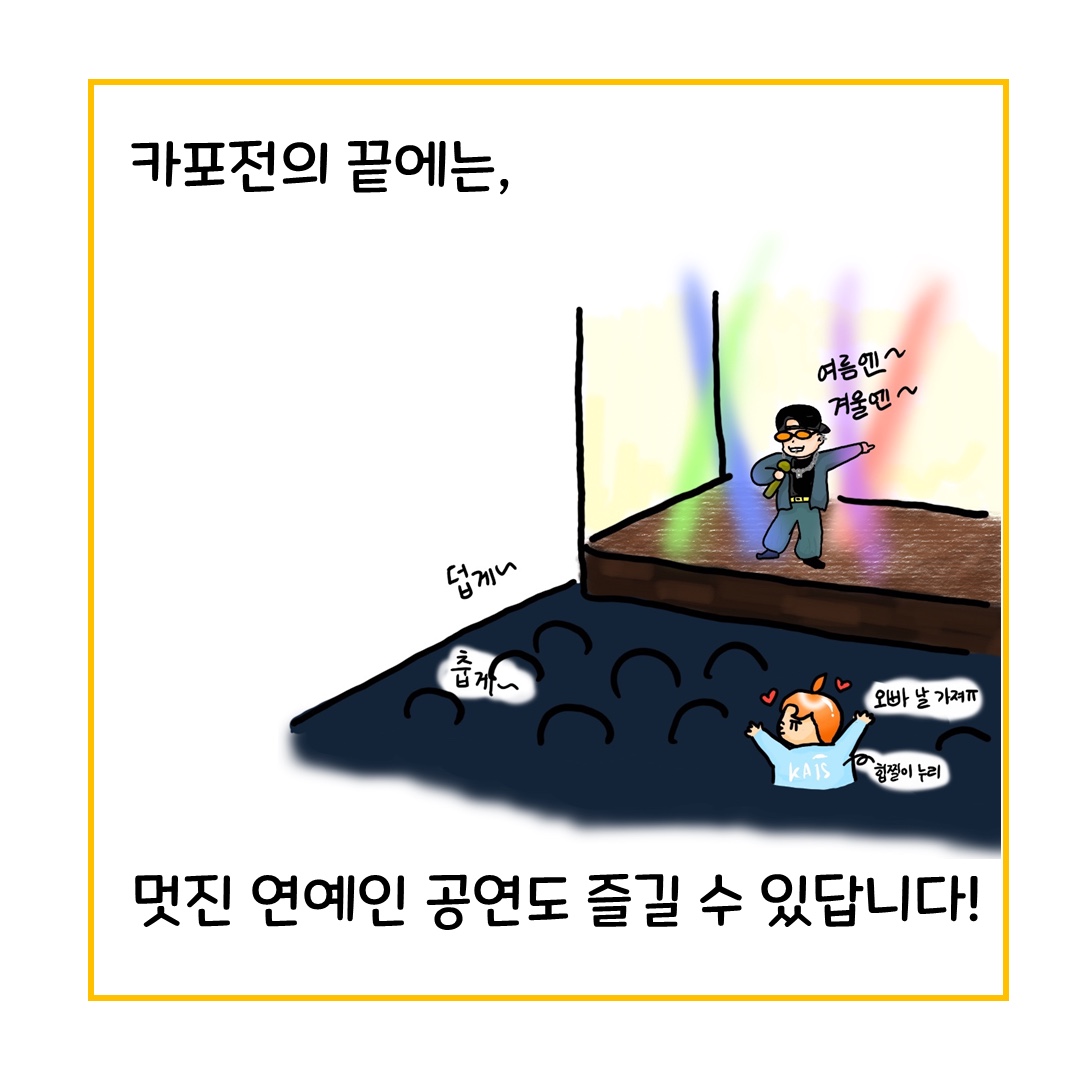 카포전의 끝에는,
여름엔~
겨울엔~
덥게~
춥게~
오빠 날 가져ㅠ
KAIS
힙찔이 누리
멋진 연예인 공연도 즐길 수 있답니다!